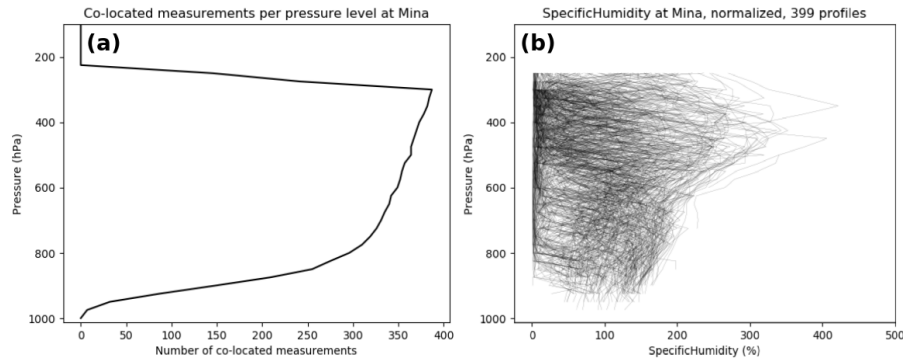 Co-located measurements per pressure level at Mina
(a)
200
400
600
800
1000
Pressure (hPa)
0 50 100 150 200 250 300 350 400
Number of co-located measurements
SpecificHumidity at Mina, normalized, 399 profiles
(b)
200
400
600
800
1000
Pressure (hPa)
0 100 200 300 400 500
SpecificHumidity (%)